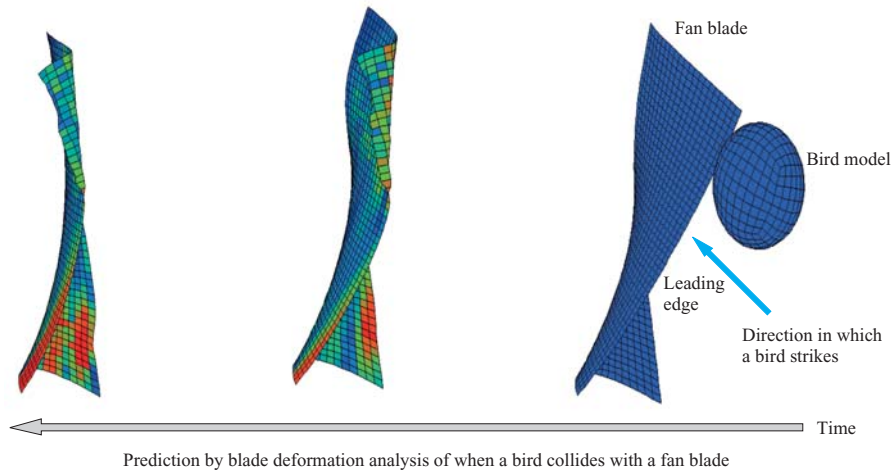 Fan blade
Bird model
Leading
edge
Direction in which
a bird strikes
Time
Prediction by blade deformation analysis of when a bird collides with a fan blade